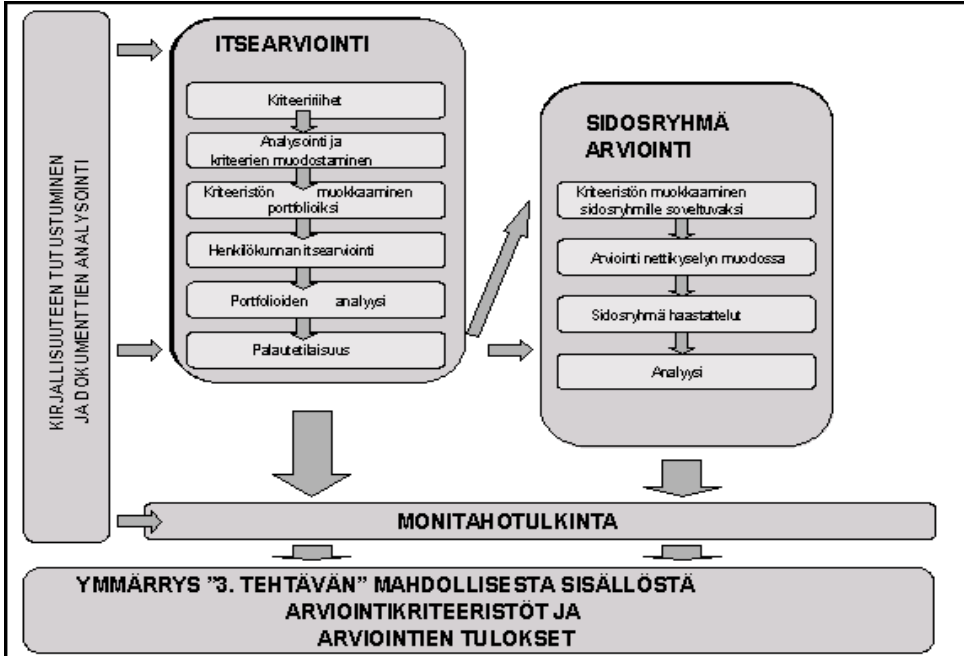 KIRJALLISUUTEEN TUTUSTUMINEN
JA DOKUMENTTIEN ANALYSOINTI
ITSEARVIOINTI
Kriteeririihet
Analysointi ja
kriteerien muodostaminen
Kriteeristön muokkaaminen
portfolioiksi
Henkilökunnan itsearviointi
Portfolioiden analyysi
Palautetilaisuus
SIDOSRYHMÄ
ARVIOINTI
Kriteeristön muokkaaminen
sidosryhmille soveltuvaksi
Arviointi nettikyselyn muodossa
Sidosryhmä haastattelut
Analyysi
MONITAHOTULKINTA
YMMÄRRYS "3. TEHTÄVÄN" MAHDOLLISESTA SISÄLLÖSTÄ
ARVIOINTIKRITEERISTÖT JA
ARVIOINTIEN TULOKSET